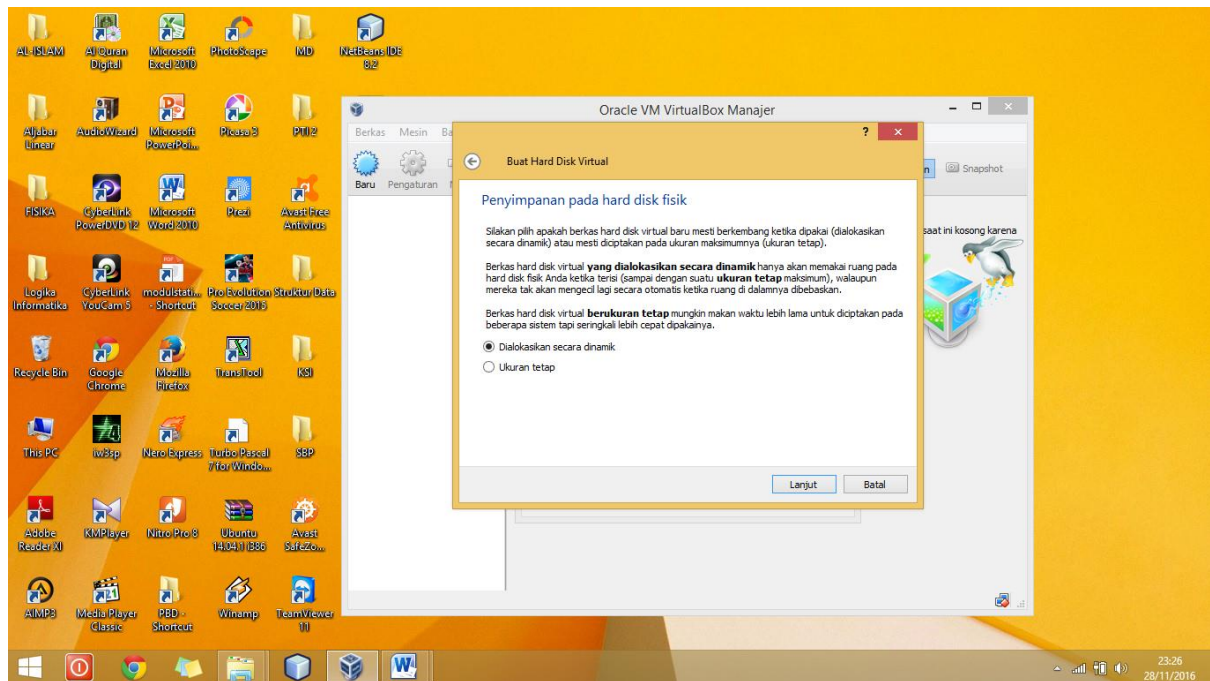 AL-ISLAM
Al Quran Digital
Microsoft Excel 2010
PhotoScape
MD
NetBeans IDE 8.2
Aljabar Linear
AudioWizard
Microsoft PowerPoi...
Picasa 3
PTI 2
FISIKA
CyberLink PowerDVD 12
Microsoft Word 2010
Prezi
Avast Free Antivirus
Logika Informatika
CyberLink YouCam 5
modulstati... - Shortcut
Pro Evolution Soccer 2016
Struktur Data
Recycle Bin
Google Chrome
Mozilla Firefox
TransTool
KSI
This PC
iw3sp
Nero Express
Turbo Pascal 7 for Windo...
SBP
Adobe Reader XI
KMPlayer
Nitro Pro 8
Ubuntu 14.04.1 i386
Avast SafeZo...
AIMP3
Media Player Classic
PBD - Shortcut
Winamp
TeamViewer 11
Oracle VM VirtualBox Manajer
Berkas Mesin Ba
Baru Pengaturan
n Snapshot
saat ini kosong karena
Buat Hard Disk Virtual
Penyimpanan pada hard disk fisik
Silakan pilh apakah berkas hard disk virtual baru mesti berkembang ketika dipakai (dialokasikan
secara dinamik) atau mesti diciptakan pada ukuran maksimumnya (ukuran tetap).
Berkas hard disk virtual yang dialokasikan secara dinamik hanya akan memakai ruang pada
hard disk fisik Anda ketika terisi (sampai dengan suatu ukuran tetap maksimum), walaupun
mereka tak akan mengecil lagi secara otomatis ketika ruang di dalamnya dibebaskan.
Berkas hard disk virtual berukuran tetap mungkin makan waktu lebih lama untuk diciptakan pada
beberapa sistem tapi seringkali lebih cepat dipakainya.
Dialokasikan secara dinamik
Ukuran tetap
Lanjut Batal
23:26
28/11/2016